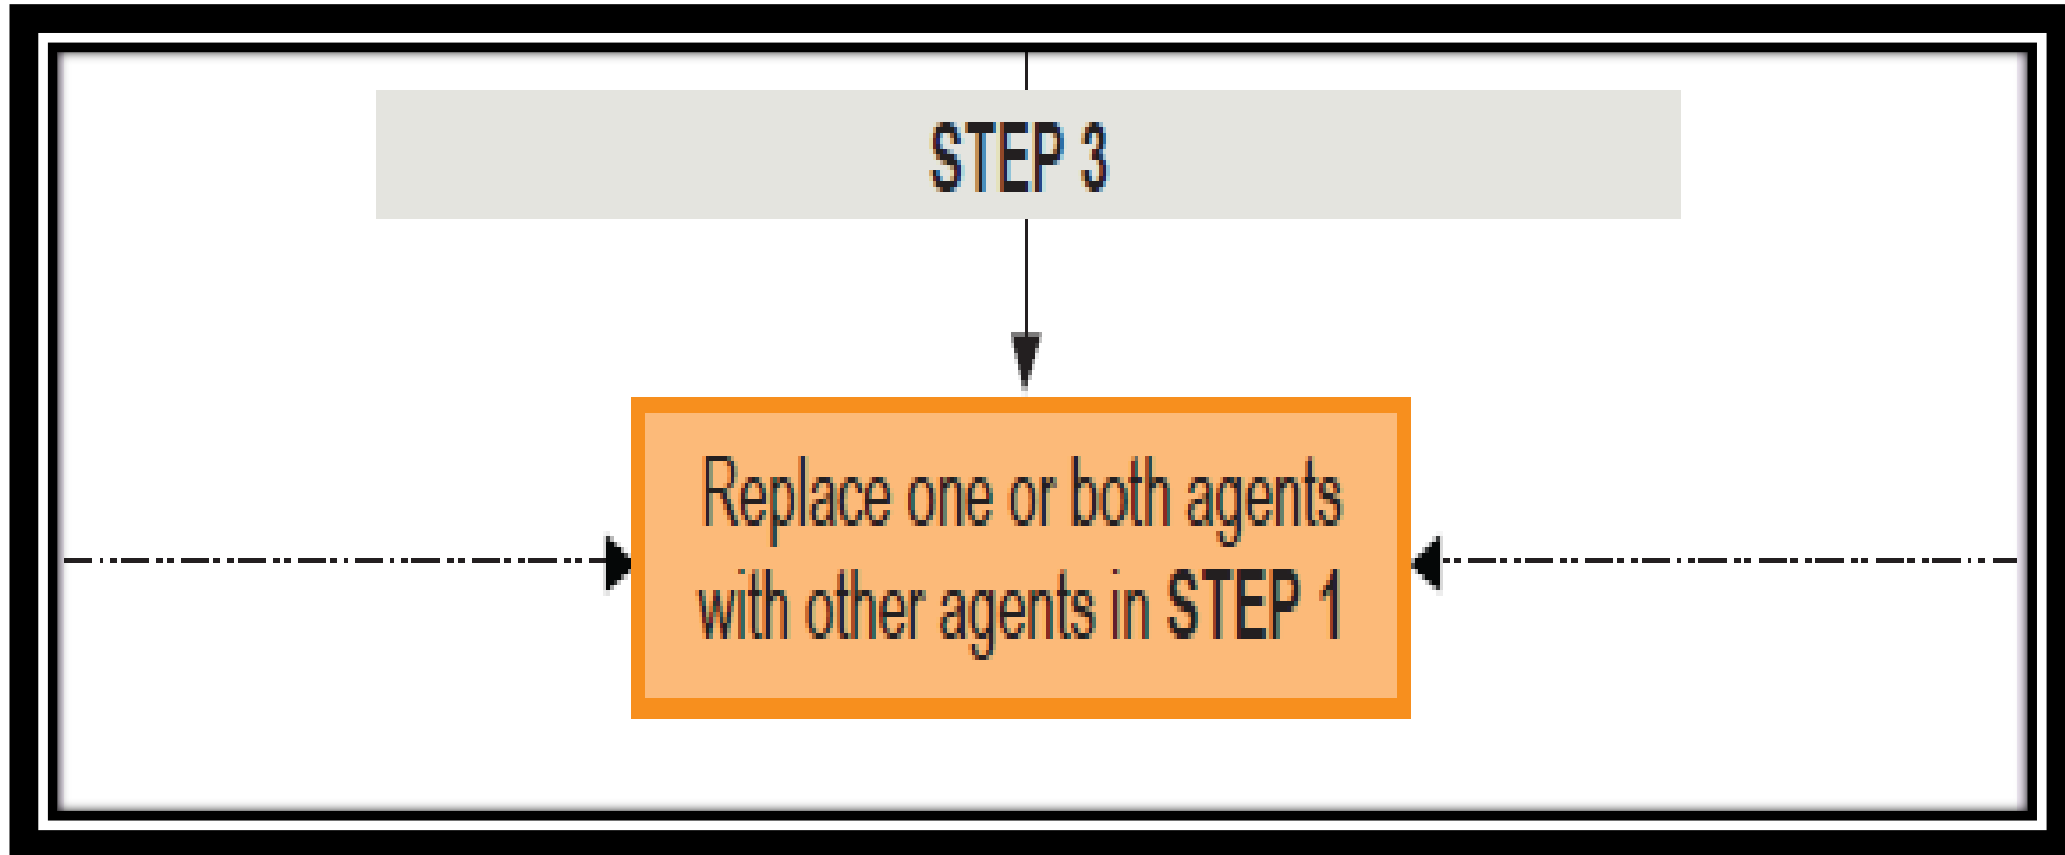 STEP 3
Replace one or both agents
with other agents in STEP 1